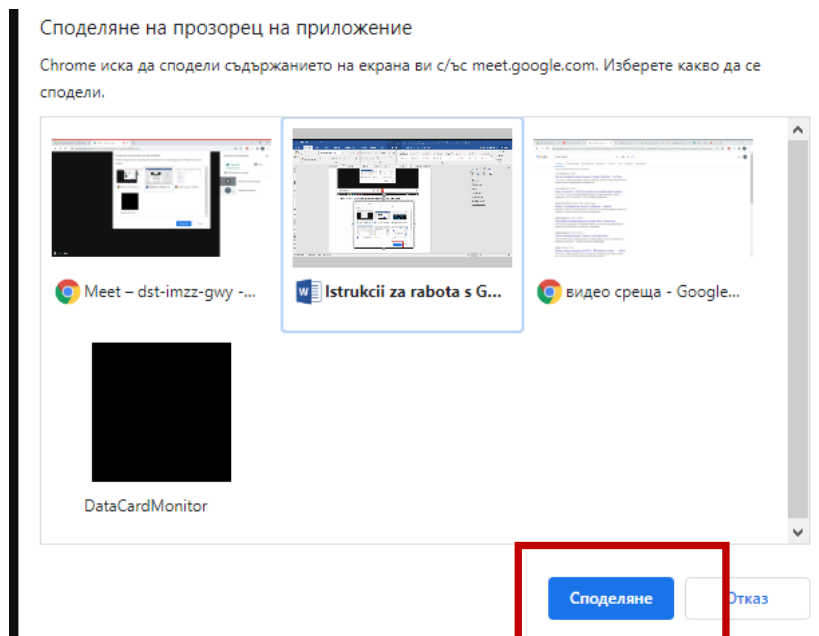 Споделяне на прозорец на приложение
Chrome иска да сподели съдържанието на екрана ви с/ъс meet.google.com. Изберете какво да се
сподели.
Meet – dst-imzz-gwy -...
Istrukcii za rabota s G...
видео среща - Google...
DataCardMonitor
Споделяне
Отказ